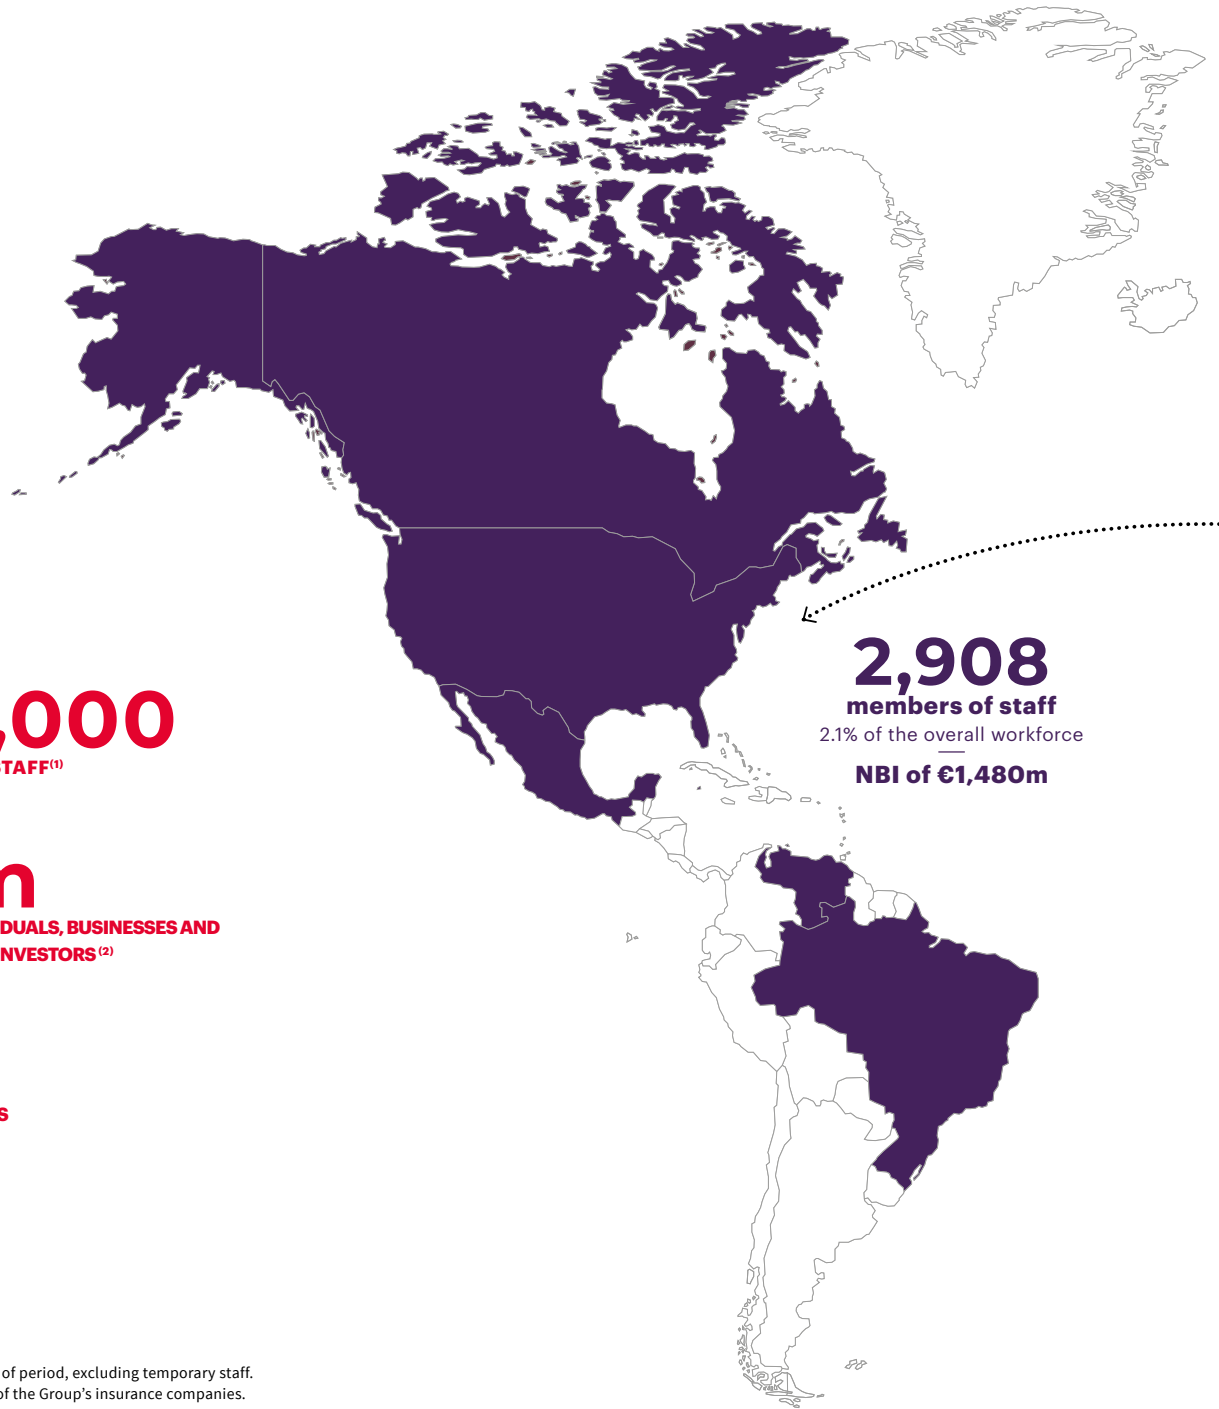 ,000
STAFF(1)
m
DUALS, BUSINESSES AND
NVESTORS (2)
S
2,908
members of staff
2.1% of the overall workforce
NBI of €1,480m
of period, excluding temporary staff.
of the Group's insurance companies.